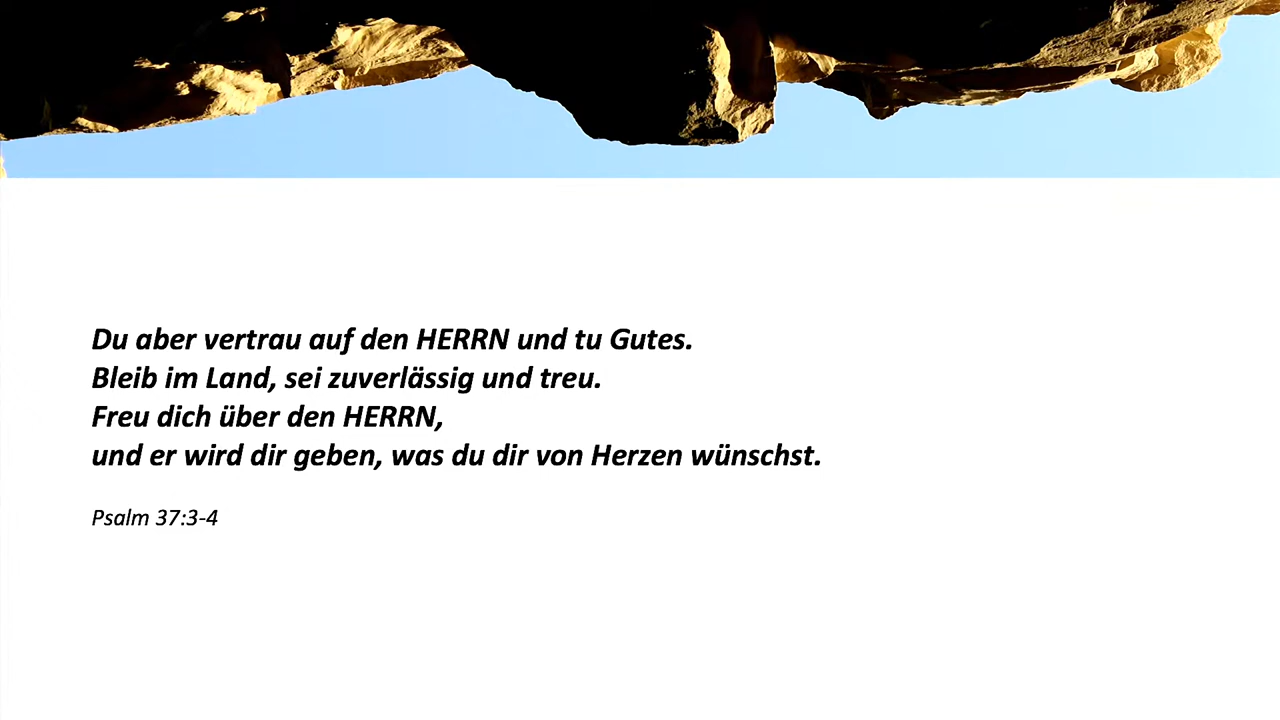 Du aber vertrau auf den HERRN und tu Gutes.
Bleib im Land, sei zuverlässig und treu.
Freu dich über den HERRN,
und er wird dir geben, was du dir von Herzen wünschst.
Psalm 37:3-4